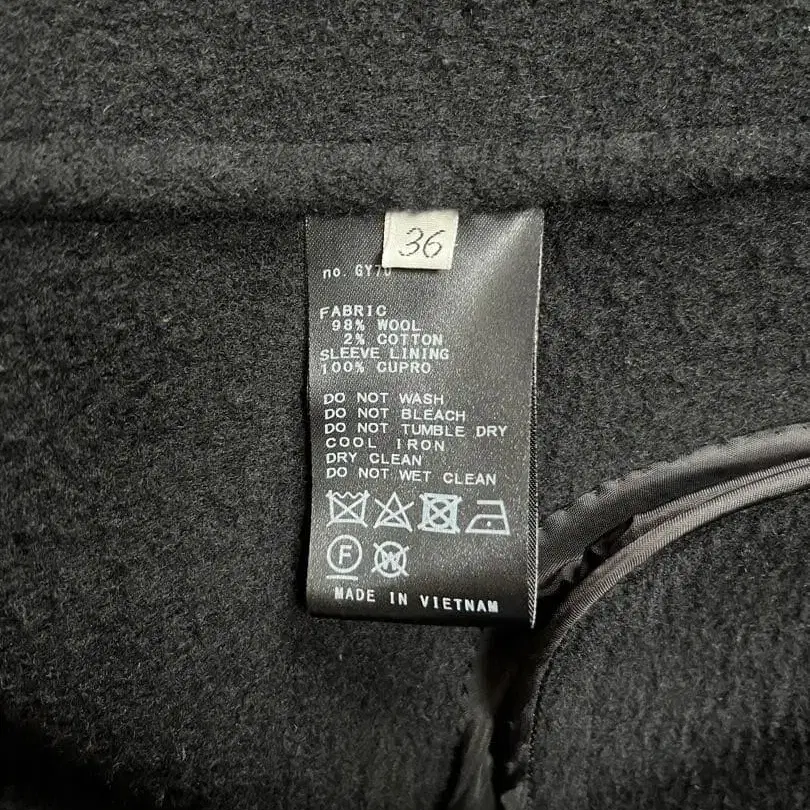 36
no.
FABRIC
98% WOOL
2% COTTON
SLEEVE LINING
100% CUPRO
DO NOT WASH
DO NOT BLEACH
DO NOT TUMBLE DRY
COOL IRON
DRY CLEAN
DO NOT WET CLEAN
F W
MADE IN VIETNAM